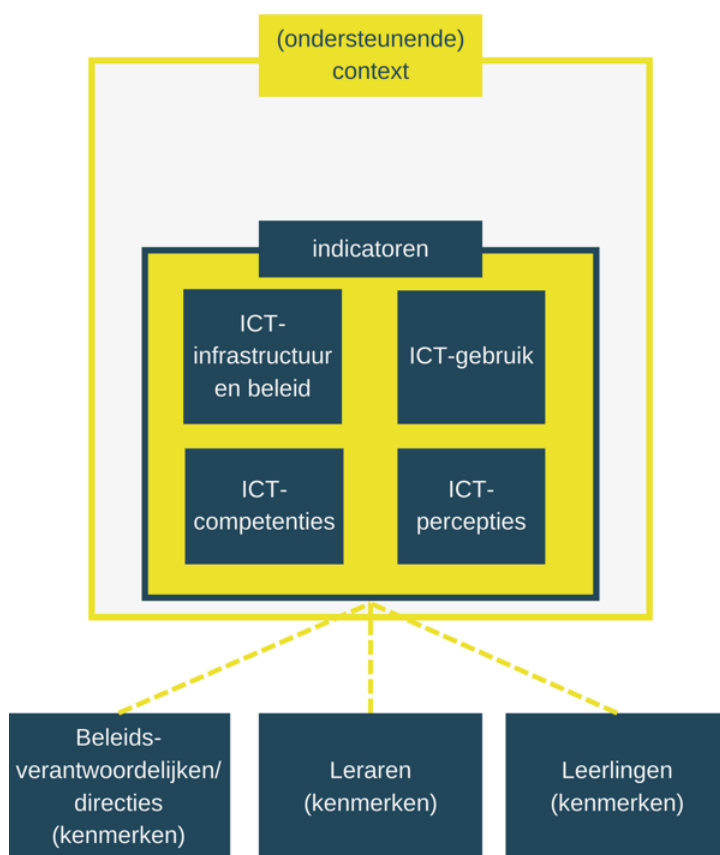 (ondersteunende)
context
indicatoren
ICT-
infrastructuur
en beleid
ICT-gebruik
ICT-
competenties
ICT-
percepties
Beleids-
verantwoordelijken/
directies
(kenmerken)
Leraren
(kenmerken)
Leerlingen
(kenmerken)